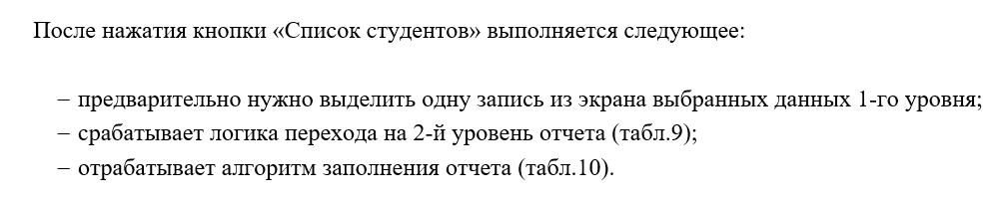 После нажатия кнопки «Список студентов» выполняется следующее:
– предварительно нужно выделить одну запись из экрана выбранных данных 1-го уровня;
– срабатывает логика перехода на 2-й уровень отчета (табл.9);
– отрабатывает алгоритм заполнения отчета (табл.10).